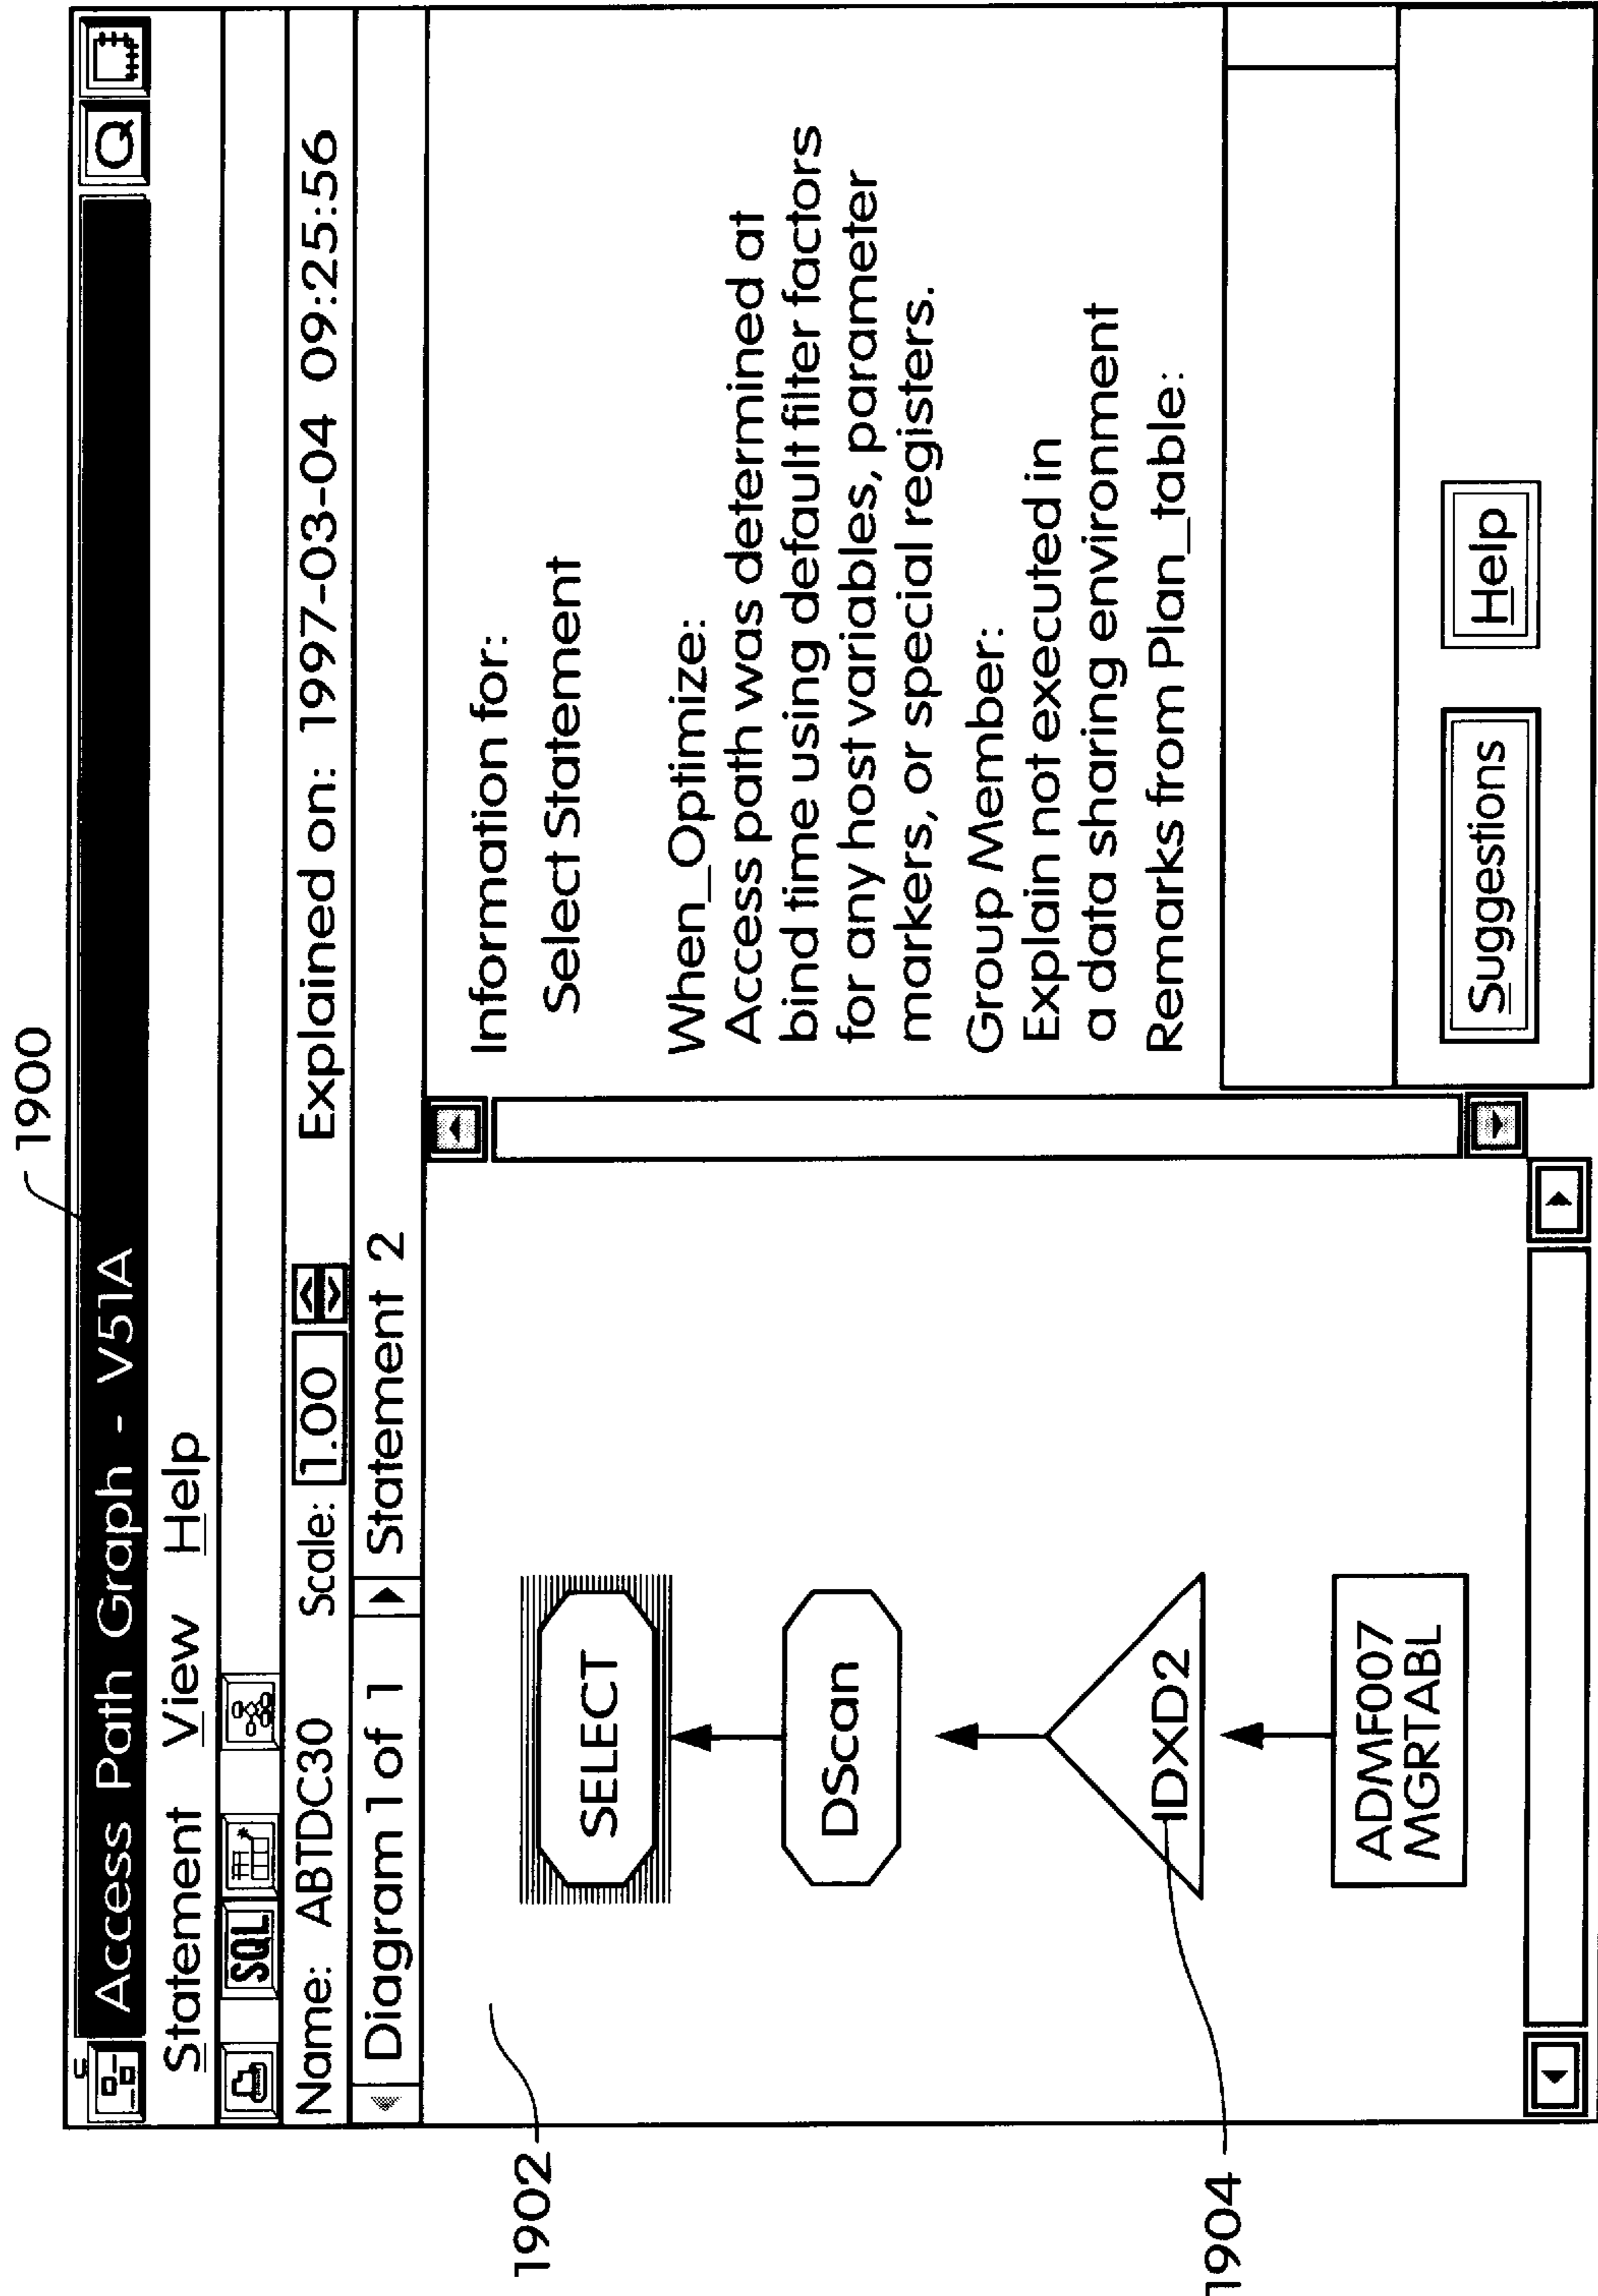 1900
Access Path Graph - V51A
Q
Statement View Help
SQL
Name: ABTDC30 Scale: 1.00 Explained on: 1997-03-04 09:25:56
Diagram 1 of 1 Statement 2
1902
SELECT
DScan
IDXD2
1904
ADMF007
MGRTABL
Information for:
Select Statement
When_Optimize:
Access path was determined at
bind time using default filter factors
for any host variables, parameter
markers, or special registers.
Group Member:
Explain not executed in
a data sharing environment
Remarks from Plan_table:
Suggestions Help